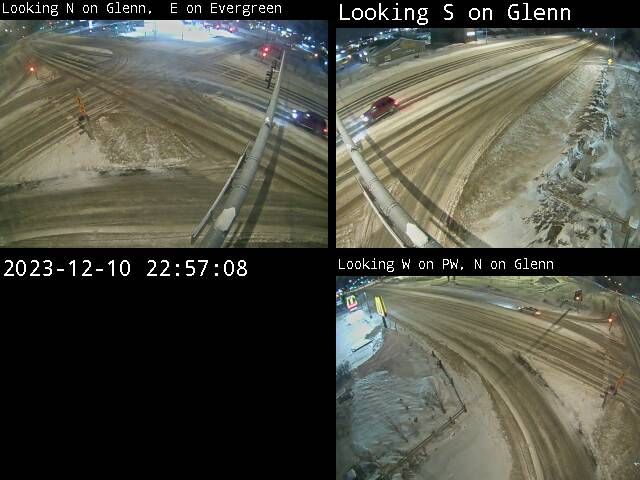 Looking N on Glenn,  E on Evergreen
Looking S on Glenn
2023-12-10 22:57:08
Looking W on PW, N on Glenn